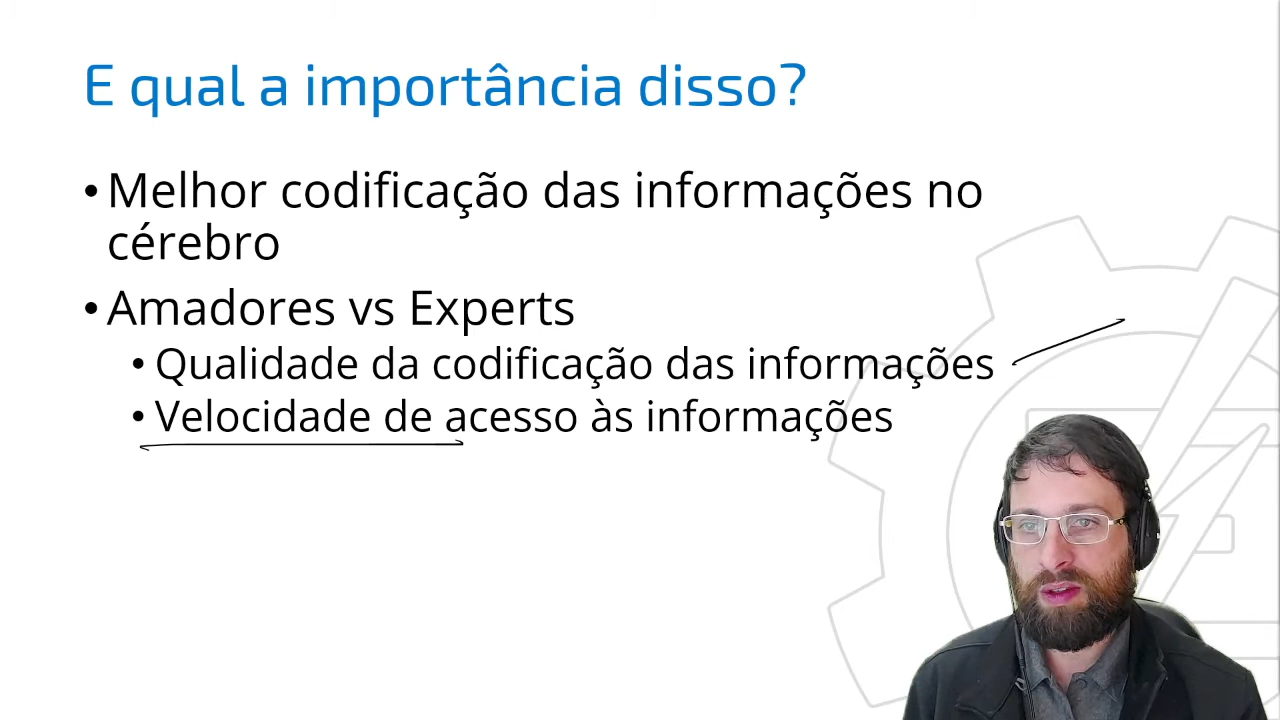 E qual a importância disso?
• Melhor codificação das informações no
cérebro
• Amadores vs Experts
• Qualidade da codificação das informações
• Velocidade de acesso às informações